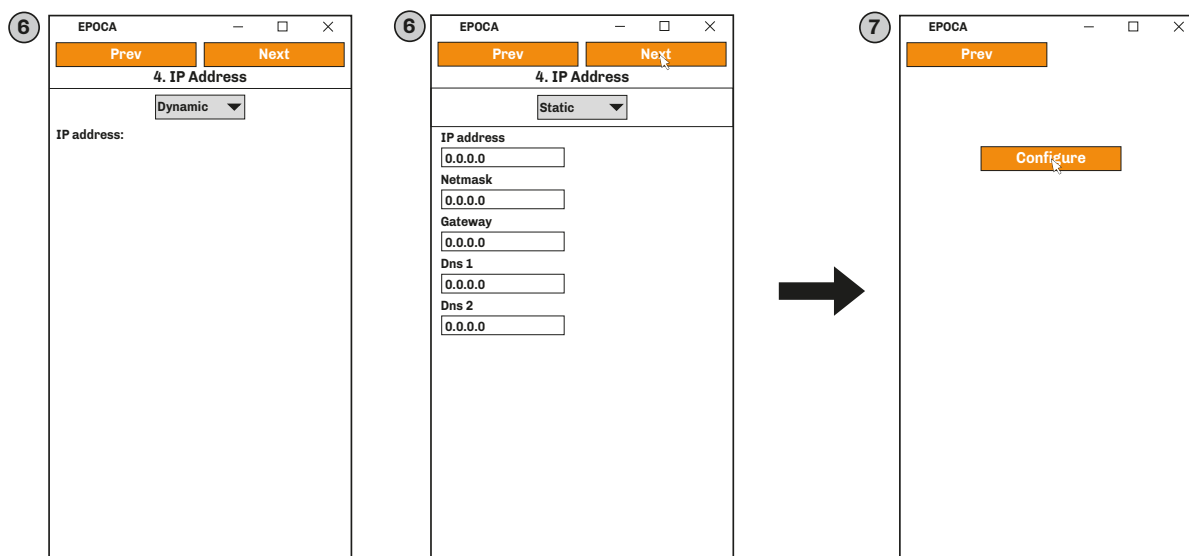 6
EPOCA
Prev Next
4. IP Address
Dynamic
IP address:
6
EPOCA
Prev Next
4. IP Address
Static
IP address
0.0.0.0
Netmask
0.0.0.0
Gateway
0.0.0.0
Dns 1
0.0.0.0
Dns 2
0.0.0.0
7
EPOCA
Prev
Configure